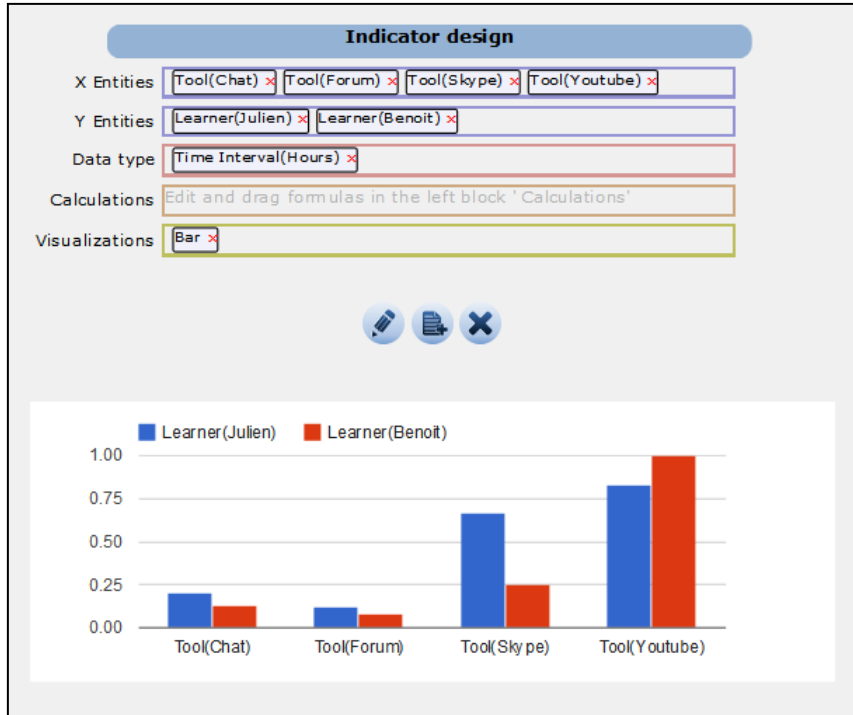 Indicator design
X Entities Tool(Chat) × Tool(Forum) × Tool(Skype) × Tool(Youtube) ×
Y Entities Learner(Julien) × Learner(Benoit) ×
Data type Time Interval(Hours) ×
Calculations Edit and drag formulas in the left block ' Calculations'
Visualizations Bar ×
Learner(Julien) Learner(Benoit)
1.00
0.75
0.50
0.25
0.00
Tool(Chat) Tool(Forum) Tool(Skype) Tool(Youtube)